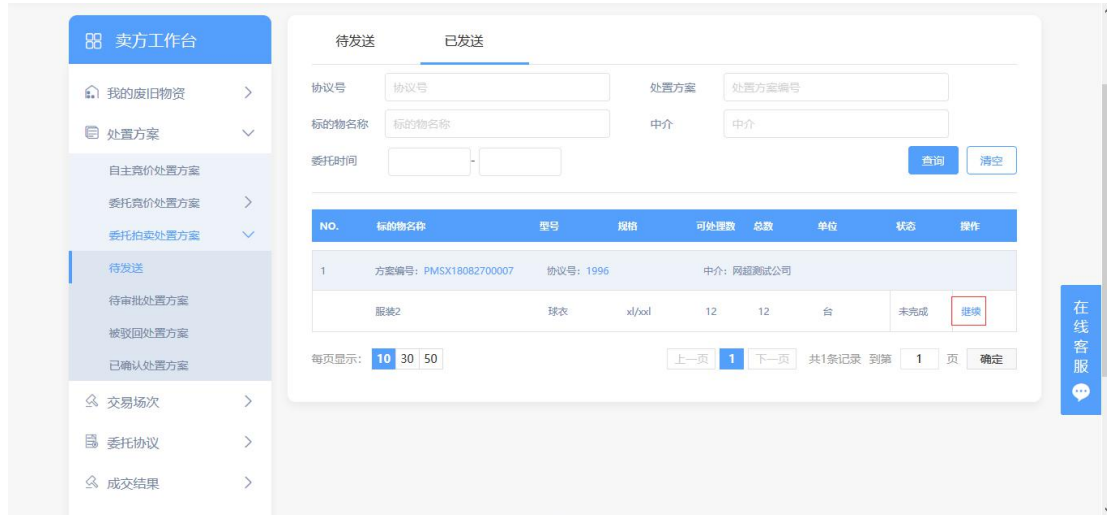 卖方工作台
我的废旧物资
处置方案
自主竞价处置方案
委托竞价处置方案
委托拍卖处置方案
待发送
待审批处置方案
被驳回处置方案
已确认处置方案
交易场次
委托协议
成交结果
待发送 已发送
协议号 协议号 处置方案 处置方案编号
标的物名称 标的物名称 中介 中介
委托时间 - 查询 清空
NO. 标的物名称 型号 规格 可处理数 总数 单位 状态 操作
1 方案编号：PMSX18082700007 协议号：1996 中介：网超测试公司
服装2 球衣 xl/xxl 12 12 台 未完成 继续
每页显示： 10 30 50 上一页 1 下一页 共1条记录 到第 1 页 确定
在线客服